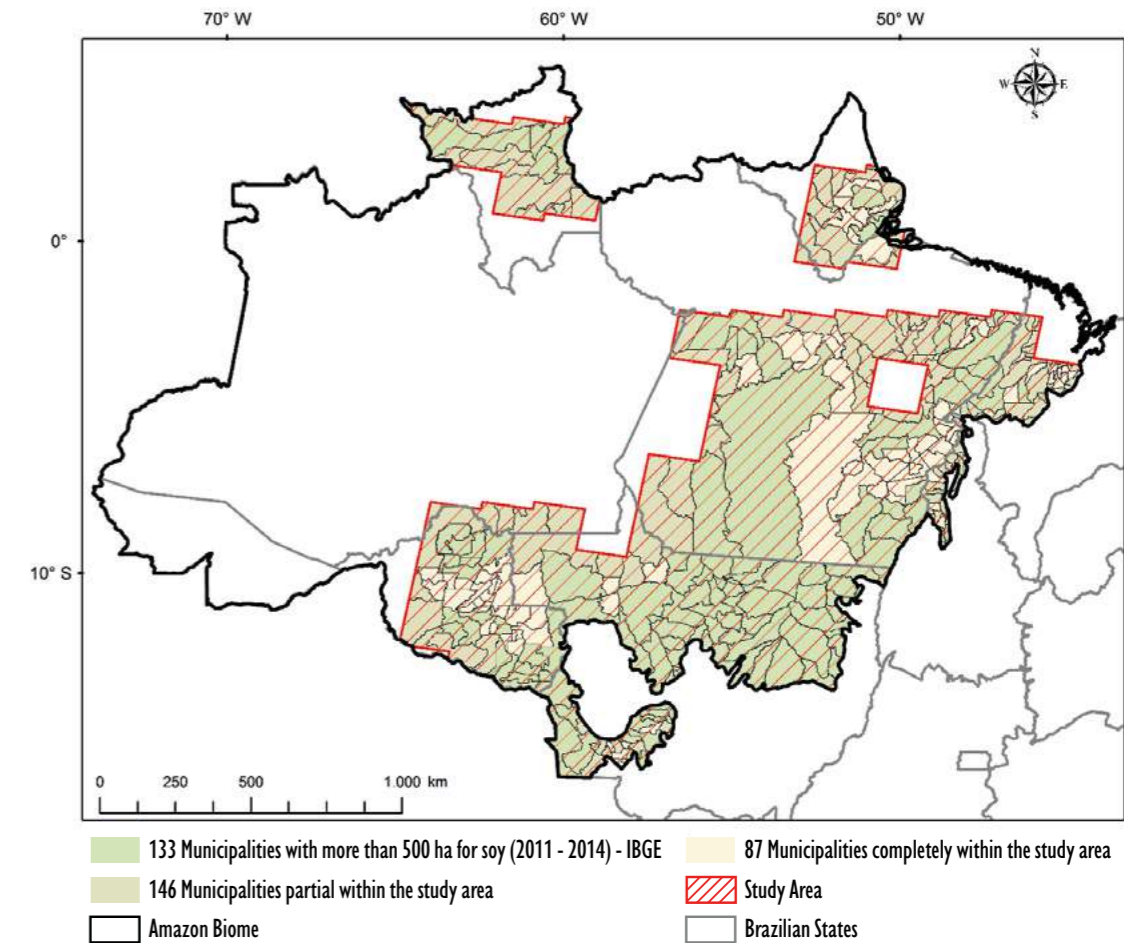 70° W 60° W 50° W
N
W E
S
0°
10° S
0 250 500 1.000 km
133 Municipalities with more than 500 ha for soy (2011 - 2014) - IBGE
87 Municipalities completely within the study area
146 Municipalities partial within the study area
Study Area
Amazon Biome
Brazilian States